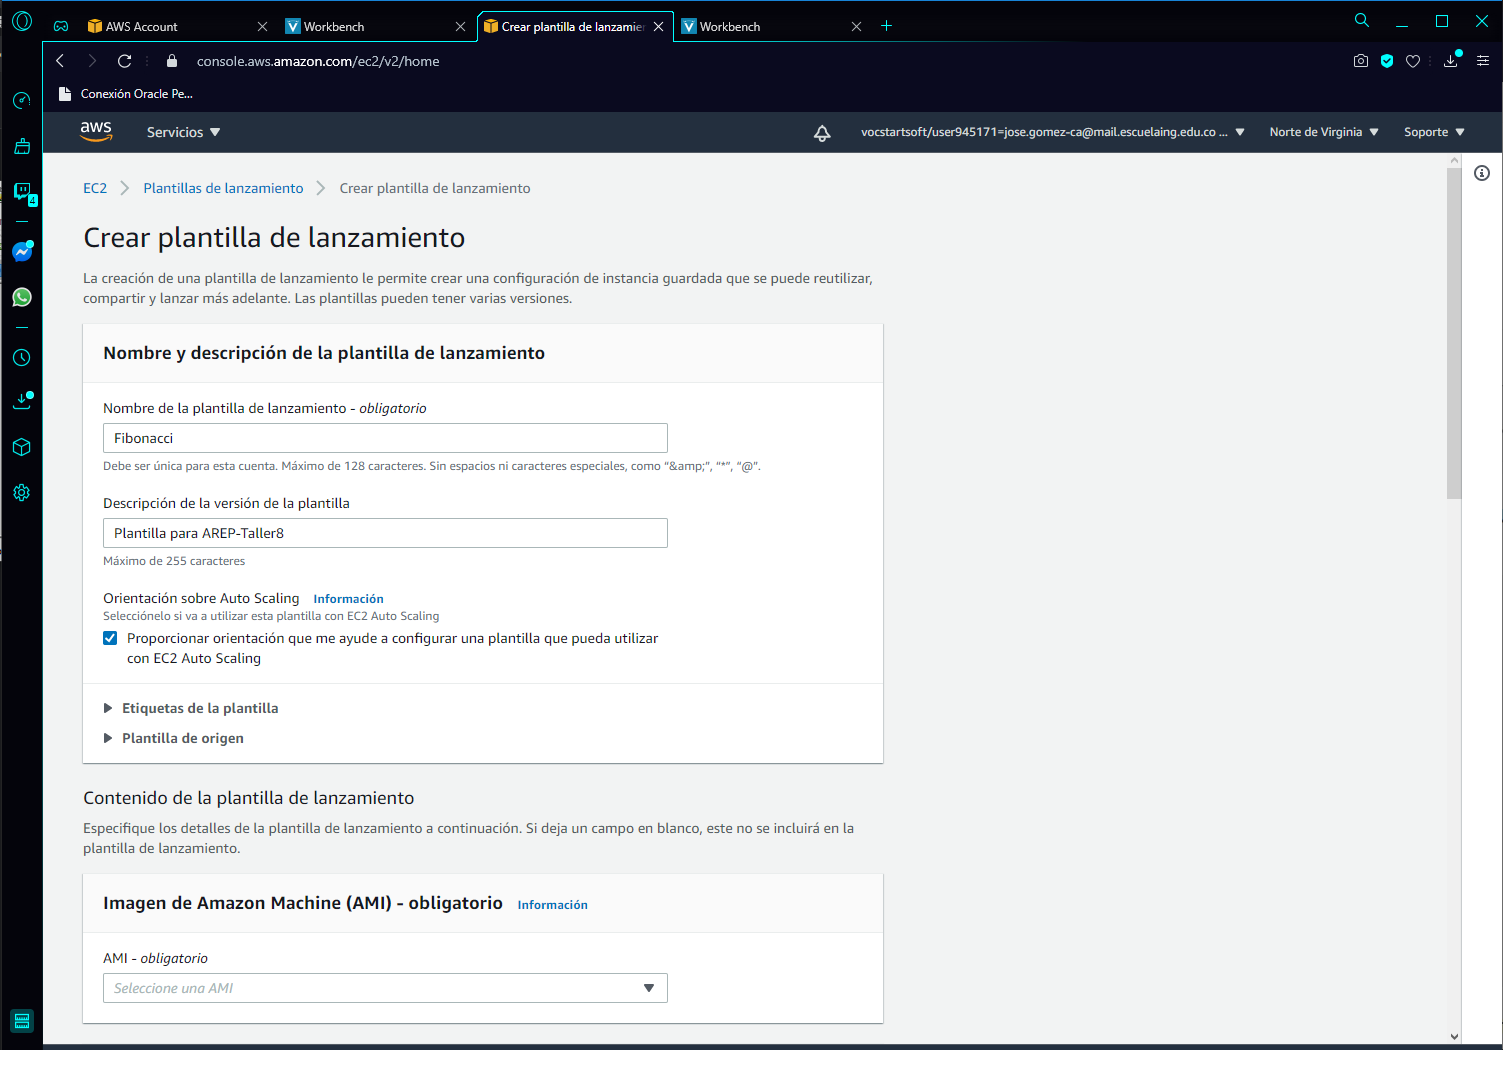 AWS Account
Workbench
Crear plantilla de lanzamier
Workbench
console.aws.amazon.com/ec2/v2/home
Conexión Oracle Pe...
aws
Servicios
vocstartsoft/user945171=jose.gomez-ca@mail.escuelaing.edu.co ...
Norte de Virginia
Soporte
4
EC2
Plantillas de lanzamiento
Crear plantilla de lanzamiento
Crear plantilla de lanzamiento
La creación de una plantilla de lanzamiento le permite crear una configuración de instancia guardada que se puede reutilizar,
compartir y lanzar más adelante. Las plantillas pueden tener varias versiones.
Nombre y descripción de la plantilla de lanzamiento
Nombre de la plantilla de lanzamiento - obligatorio
Fibonacci
Debe ser única para esta cuenta. Máximo de 128 caracteres. Sin espacios ni caracteres especiales, como “&amp;”, “*”, “@”.
Descripción de la versión de la plantilla
Plantilla para AREP-Taller8
Máximo de 255 caracteres
Orientación sobre Auto Scaling Información
Selecciónelo si va a utilizar esta plantilla con EC2 Auto Scaling
Proporcionar orientación que me ayude a configurar una plantilla que pueda utilizar
con EC2 Auto Scaling
Etiquetas de la plantilla
Plantilla de origen
Contenido de la plantilla de lanzamiento
Especifique los detalles de la plantilla de lanzamiento a continuación. Si deja un campo en blanco, este no se incluirá en la
plantilla de lanzamiento.
Imagen de Amazon Machine (AMI) - obligatorio Información
AMI - obligatorio
Seleccione una AMI